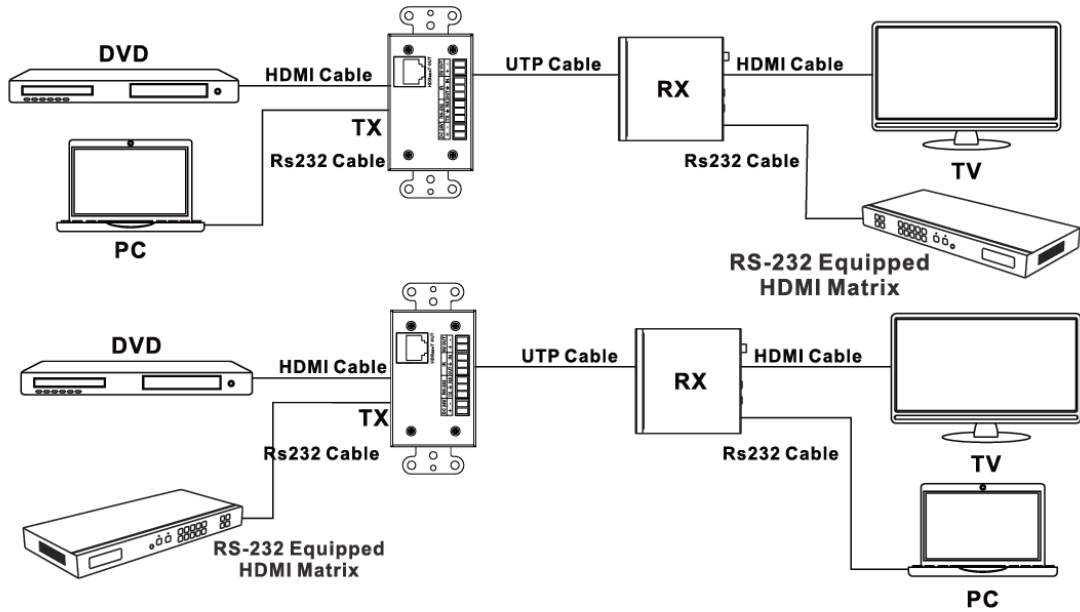 DVD
HDMI Cable
UTP Cable
RX
HDMI Cable
TX
Rs232 Cable
PC
Rs232 Cable
TV
RS-232 Equipped
HDMI Matrix
DVD
HDMI Cable
UTP Cable
RX
HDMI Cable
TX
Rs232 Cable
RS-232 Equipped
HDMI Matrix
Rs232 Cable
TV
PC